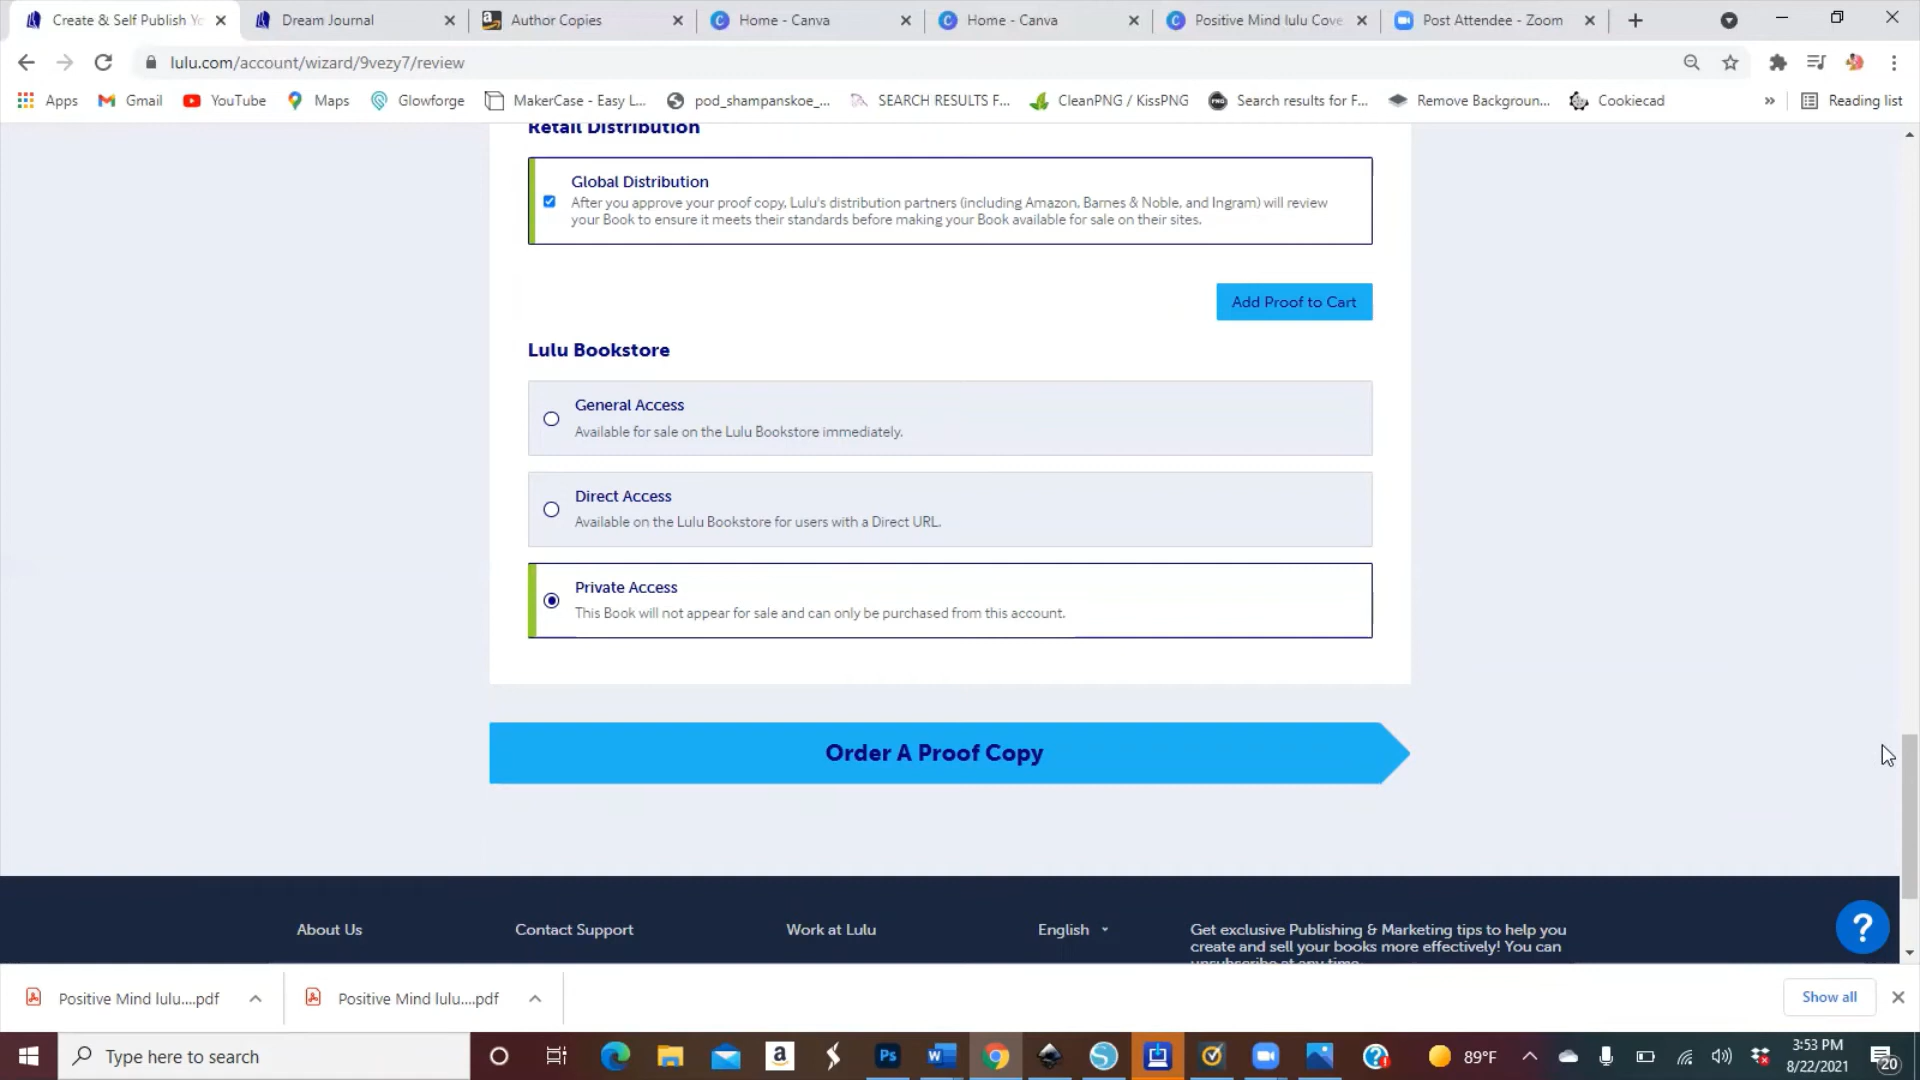 Create & Self Publish Yo
Dream Journal
Author Copies
Home - Canva
Home - Canva
Positive Mind lulu Cove
Post Attendee - Zoom
lulu.com/account/wizard/9vezy7/review
Apps
Gmail
YouTube
Maps
Glowforge
MakerCase - Easy L...
pod_shampanskoe_...
SEARCH RESULTS F...
CleanPNG / KissPNG
Search results for F...
Remove Backgroun...
Cookiecad
»
Reading list
Retail Distribution
Global Distribution
After you approve your proof copy, Lulu's distribution partners (including Amazon, Barnes & Noble, and Ingram) will review
your Book to ensure it meets their standards before making your Book available for sale on their sites.
Add Proof to Cart
Lulu Bookstore
General Access
Available for sale on the Lulu Bookstore immediately.
Direct Access
Available on the Lulu Bookstore for users with a Direct URL.
Private Access
This Book will not appear for sale and can only be purchased from this account.
Order A Proof Copy
About Us
Contact Support
Work at Lulu
English
Get exclusive Publishing & Marketing tips to help you
create and sell your books more effectively! You can
unsubscribe at any time.
?
Positive Mind lulu....pdf
Positive Mind lulu....pdf
Show all
Type here to search
Ps
89°F
3:53 PM
8/22/2021
20